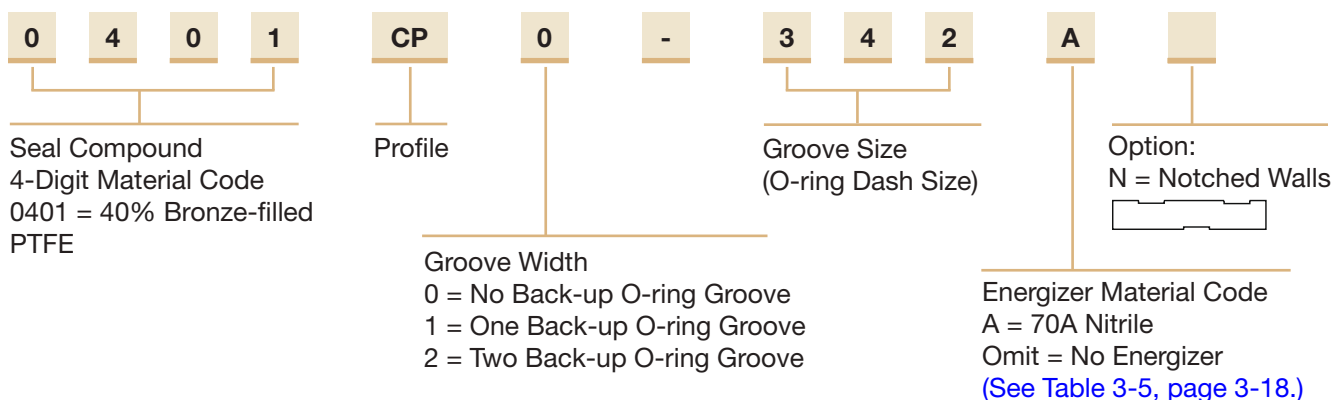 0 4 0 1 CP 0 - 3 4 2 A
Seal Compound
4-Digit Material Code
0401 = 40% Bronze-filled
PTFE
Profile
Groove Width
0 = No Back-up O-ring Groove
1 = One Back-up O-ring Groove
2 = Two Back-up O-ring Groove
Groove Size
(O-ring Dash Size)
Energizer Material Code
A = 70A Nitrile
Omit = No Energizer
(See Table 3-5, page 3-18.)
Option:
N = Notched Walls